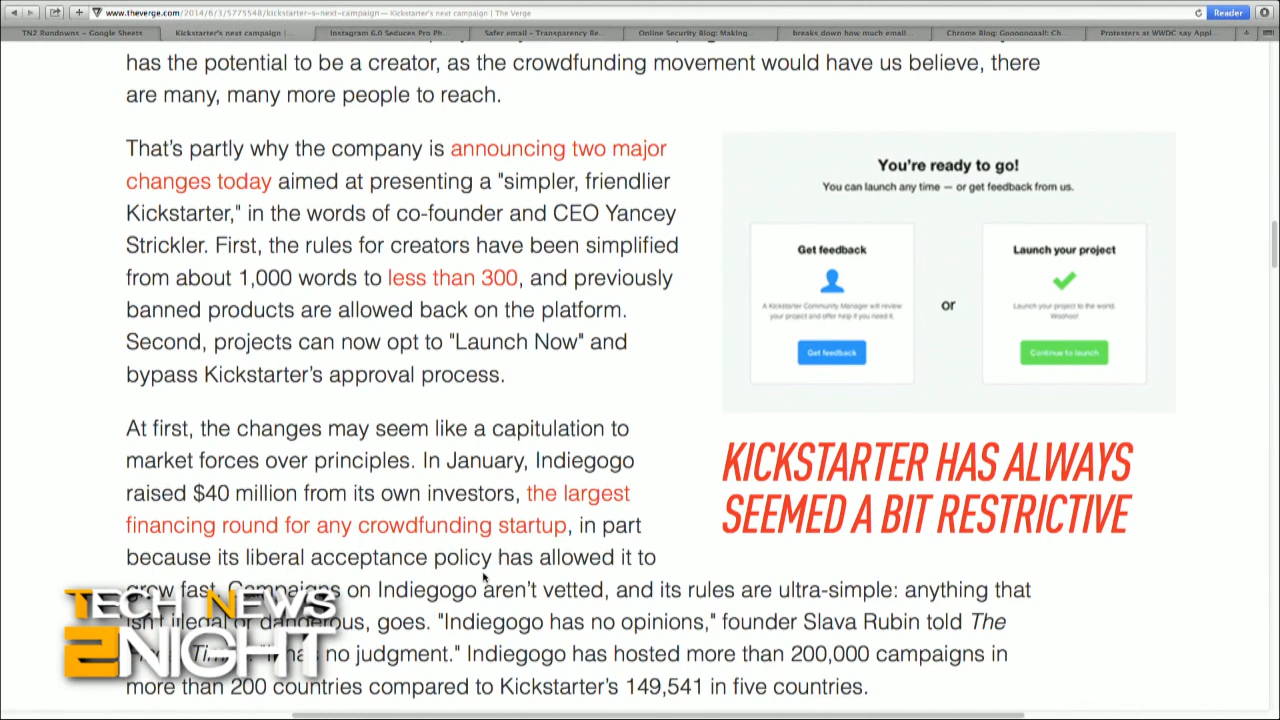 www.theverge.com/2014/6/3/5775548/kickstarter-s-next-campaign — Kickstarter's next campaign | The Verge
Reader
TN2 Rundowns – Google Sheets
Kickstarter's next campaign |
Instagram 6.0 Seduces Pro Ph...
Safer email – Transparency Re...
Online Security Blog: Making...
breaks down how much email...
Chrome Blog: Gooooooaall: Ch...
Protesters at WWDC say Appl...
has the potential to be a creator, as the crowdfunding movement would have us believe, there
are many, many more people to reach.
That's partly why the company is announcing two major
changes today aimed at presenting a "simpler, friendlier
Kickstarter," in the words of co-founder and CEO Yancey
Strickler. First, the rules for creators have been simplified
from about 1,000 words to less than 300, and previously
banned products are allowed back on the platform.
Second, projects can now opt to "Launch Now" and
bypass Kickstarter's approval process.
You're ready to go!
You can launch any time — or get feedback from us.
Get feedback
A Kickstarter Community Manager will review
your project and offer help if you need it.
Get feedback
or
Launch your project
Launch your project to the world.
Woohoo!
Continue to launch
At first, the changes may seem like a capitulation to
market forces over principles. In January, Indiegogo
raised $40 million from its own investors, the largest
financing round for any crowdfunding startup, in part
because its liberal acceptance policy has allowed it to
grow fast. Campaigns on Indiegogo aren't vetted, and its rules are ultra-simple: anything that
isn't illegal or dangerous, goes. "Indiegogo has no opinions," founder Slava Rubin told The
no judgment." Indiegogo has hosted more than 200,000 campaigns in
more than 200 countries compared to Kickstarter's 149,541 in five countries.
KICKSTARTER HAS ALWAYS
SEEMED A BIT RESTRICTIVE
TECH NEWS
2NIGHT